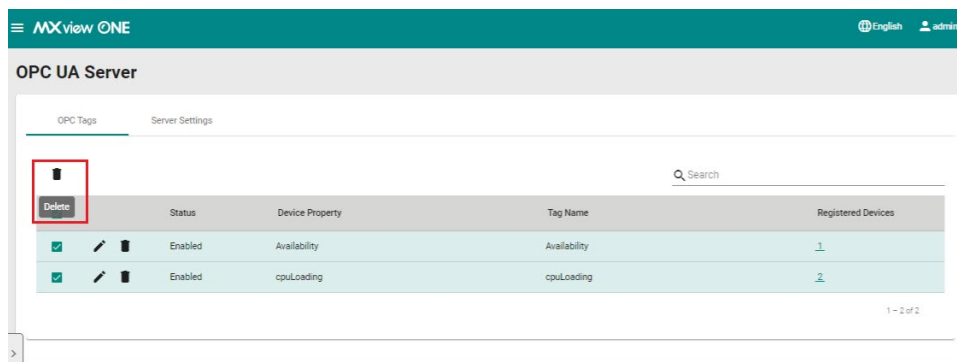 MXview ONE English admin
OPC UA Server
OPC Tags Server Settings
Search
Delete Status Device Property Tag Name Registered Devices
Enabled Availability Availability 1
Enabled cpuLoading cpuLoading 2
1 – 2 of 2